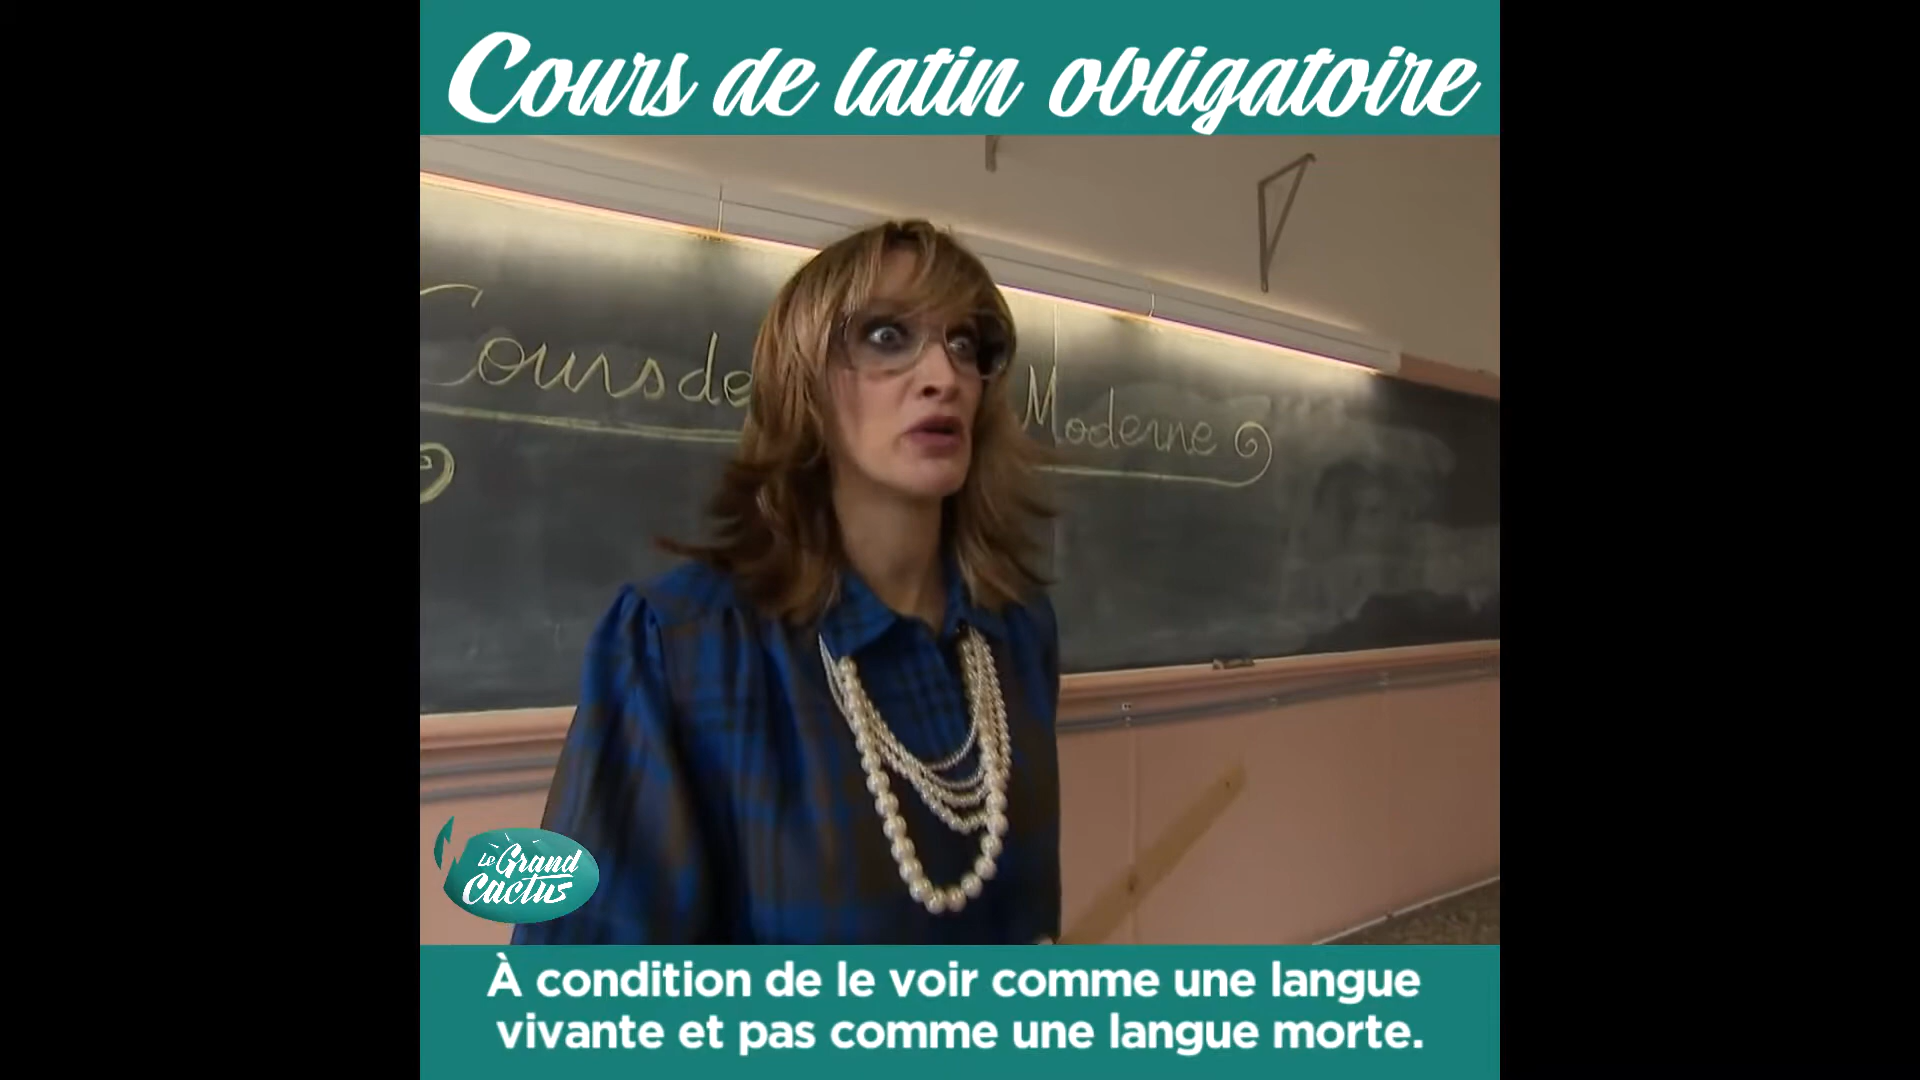 Cours de latin obligatoire
Cours de
Moderne
Le Grand
Cactus
À condition de le voir comme une langue
vivante et pas comme une langue morte.